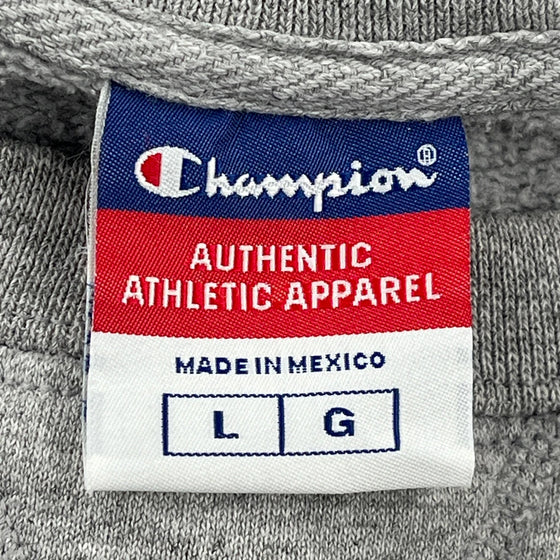 Champion®
AUTHENTIC
ATHLETIC APPAREL
MADE IN MEXICO
L G